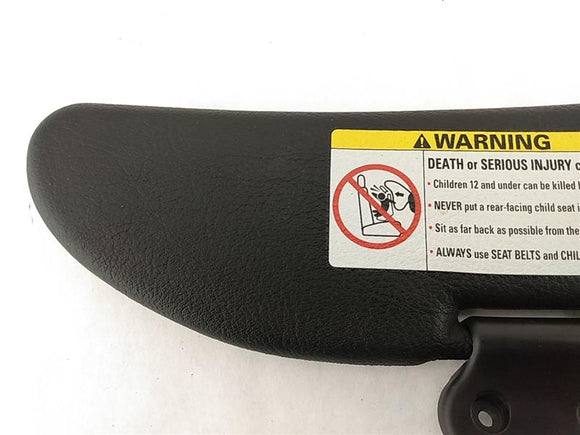 WARNING
DEATH or SERIOUS INJURY c
• Children 12 and under can be killed
• NEVER put a rear-facing child seat i
• Sit as far back as possible from the
• ALWAYS use SEAT BELTS and CHIL